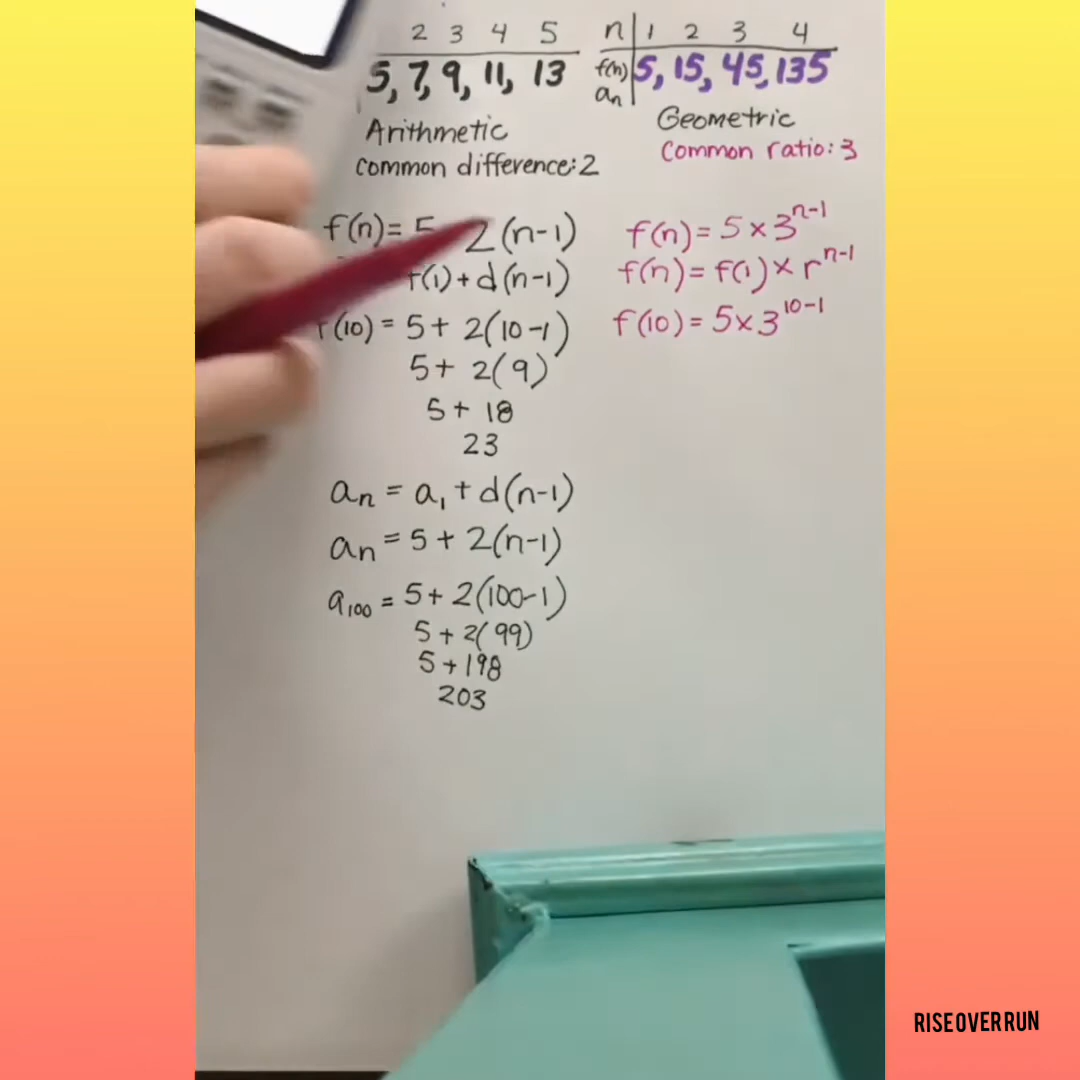 2 3 4 5
5, 7, 9, 11, 13
Arithmetic
common difference: 2
f(n) = 5 2(n-1)
f(1) + d(n-1)
f(10) = 5 + 2(10-1)
5 + 2(9)
5 + 18
23
an = a1 + d(n-1)
an = 5 + 2(n-1)
a100 = 5 + 2(100-1)
5 + 2(99)
5 + 198
203
n 1 2 3 4
f(n) 5, 15, 45, 135
an
Geometric
Common ratio: 3
f(n) = 5 × 3^n-1
f(n) = f(1) × r^n-1
f(10) = 5 × 3^10-1
RISE OVER RUN